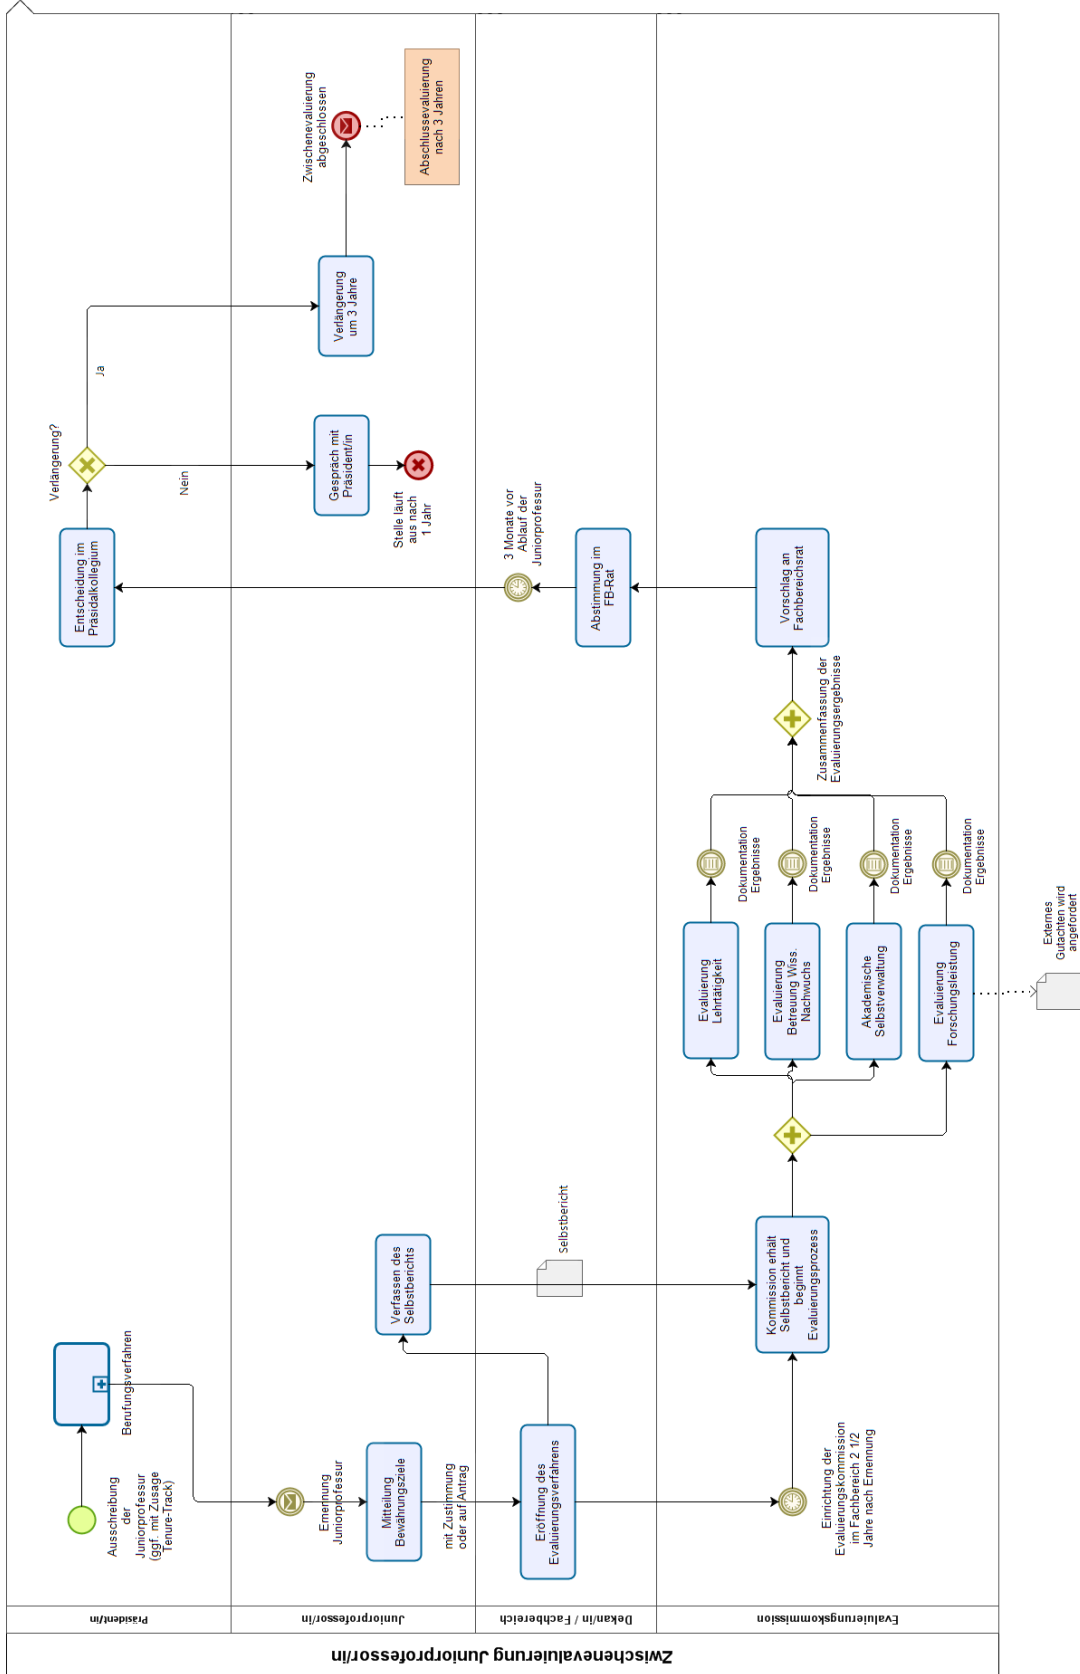 Zwischenevaluierung Juniorprofessor/in
Präsident/in
Ausschreibung
der
Juniorprofessur
(ggf. mit Zusage
Tenure-Track)
Berufungsverfahren
Entscheidung im
Präsidalkollegium
Verlängerung?
Ja
Nein
Juniorprofessor/in
Ernennung
Juniorprofessur
Mitteilung
Bewährungsziele
mit Zustimmung
oder auf Antrag
Verfassen des
Selbstberichts
Gespräch mit
Präsident/in
Stelle läuft
aus nach
1 Jahr
Verlängerung
um 3 Jahre
Zwischenevaluierung
abgeschlossen
Abschlussevaluierung
nach 3 Jahren
Dekan/in / Fachbereich
Eröffnung des
Evaluierungsverfahrens
Selbstbericht
Abstimmung im
FB-Rat
3 Monate vor
Ablauf der
Juniorprofessur
Evaluierungskommission
Einrichtung der
Evaluierungskommission
im Fachbereich 2 1/2
Jahre nach Ernennung
Kommission erhält
Selbstbericht und
beginnt
Evaluierungsprozess
Evaluierung
Lehrtätigkeit
Dokumentation
Ergebnisse
Evaluierung
Betreuung Wiss.
Nachwuchs
Dokumentation
Ergebnisse
Akademische
Selbstverwaltung
Dokumentation
Ergebnisse
Evaluierung
Forschungsleistung
Dokumentation
Ergebnisse
Externes
Gutachten wird
angefordert
Zusammenfassung der
Evaluierungsergebnisse
Vorschlag an
Fachbereichsrat